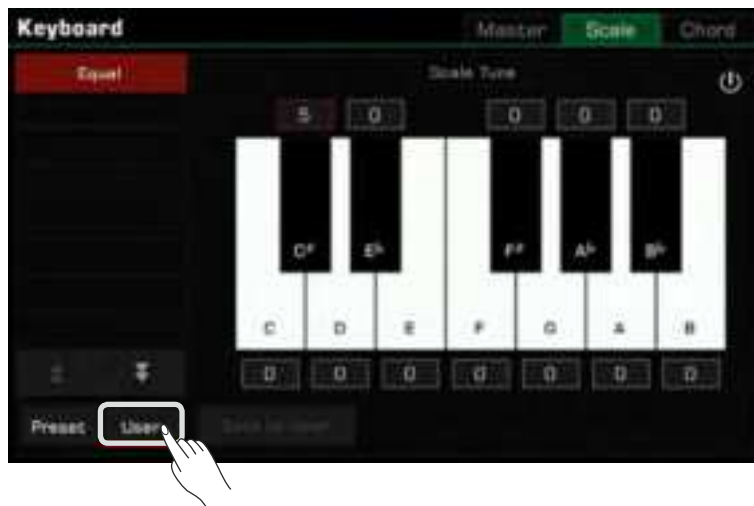 Keyboard Master Scale Chord
Equal Scale Tune
5 0 0 0 0
C# E♭ F# A♭ B♭
C D E F G A B
0 0 0 0 0 0 0
Preset User Save to User